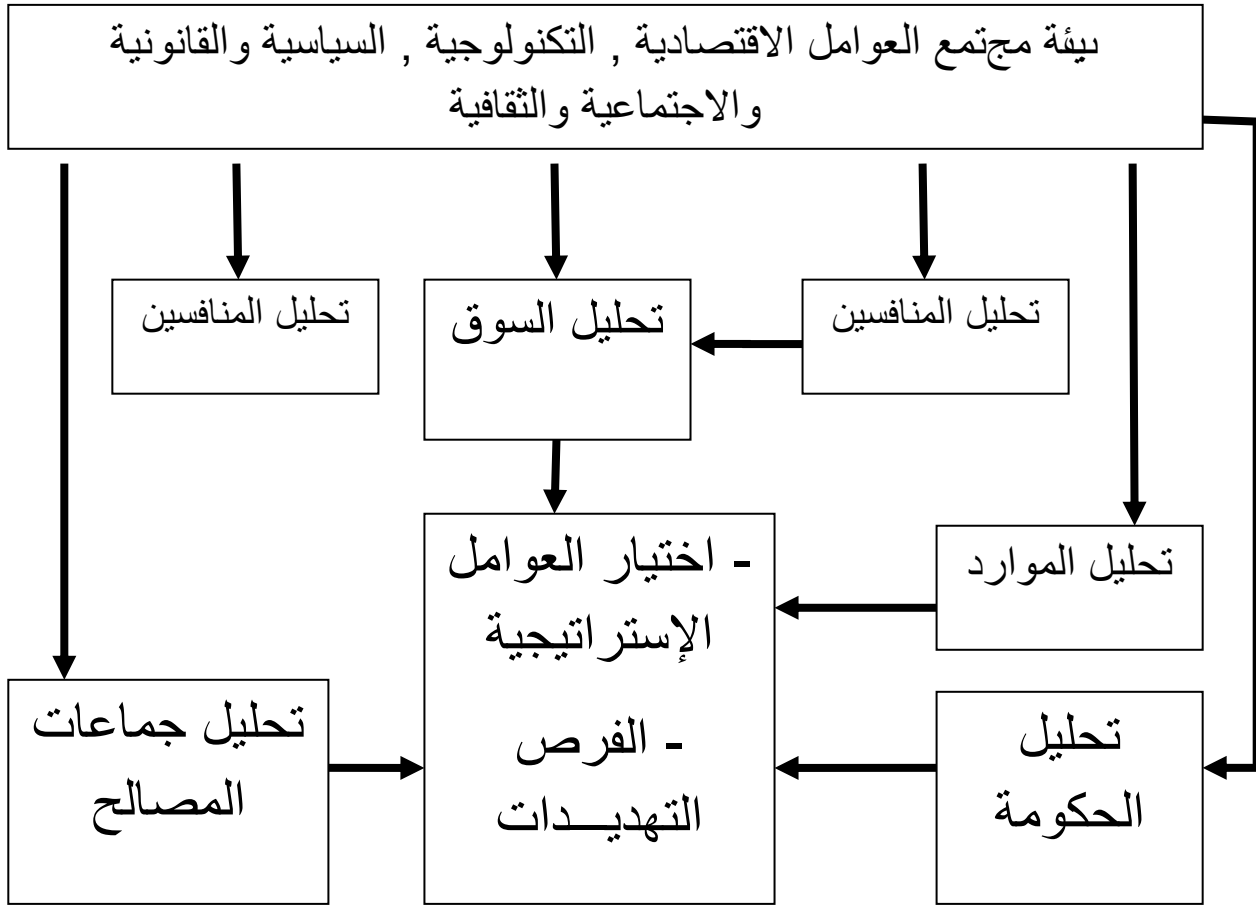 بيئة مجتمع العوامل الاقتصادية , التكنولوجية , السياسية والقانونية
والاجتماعية والثقافية
تحليل المنافسين
تحليل السوق
تحليل المنافسين
- اختيار العوامل
الإستراتيجية
- الفرص
التهديــدات
تحليل الموارد
تحليل
الحكومة
تحليل جماعات
المصالح